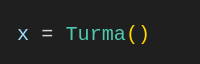 x = Turma()